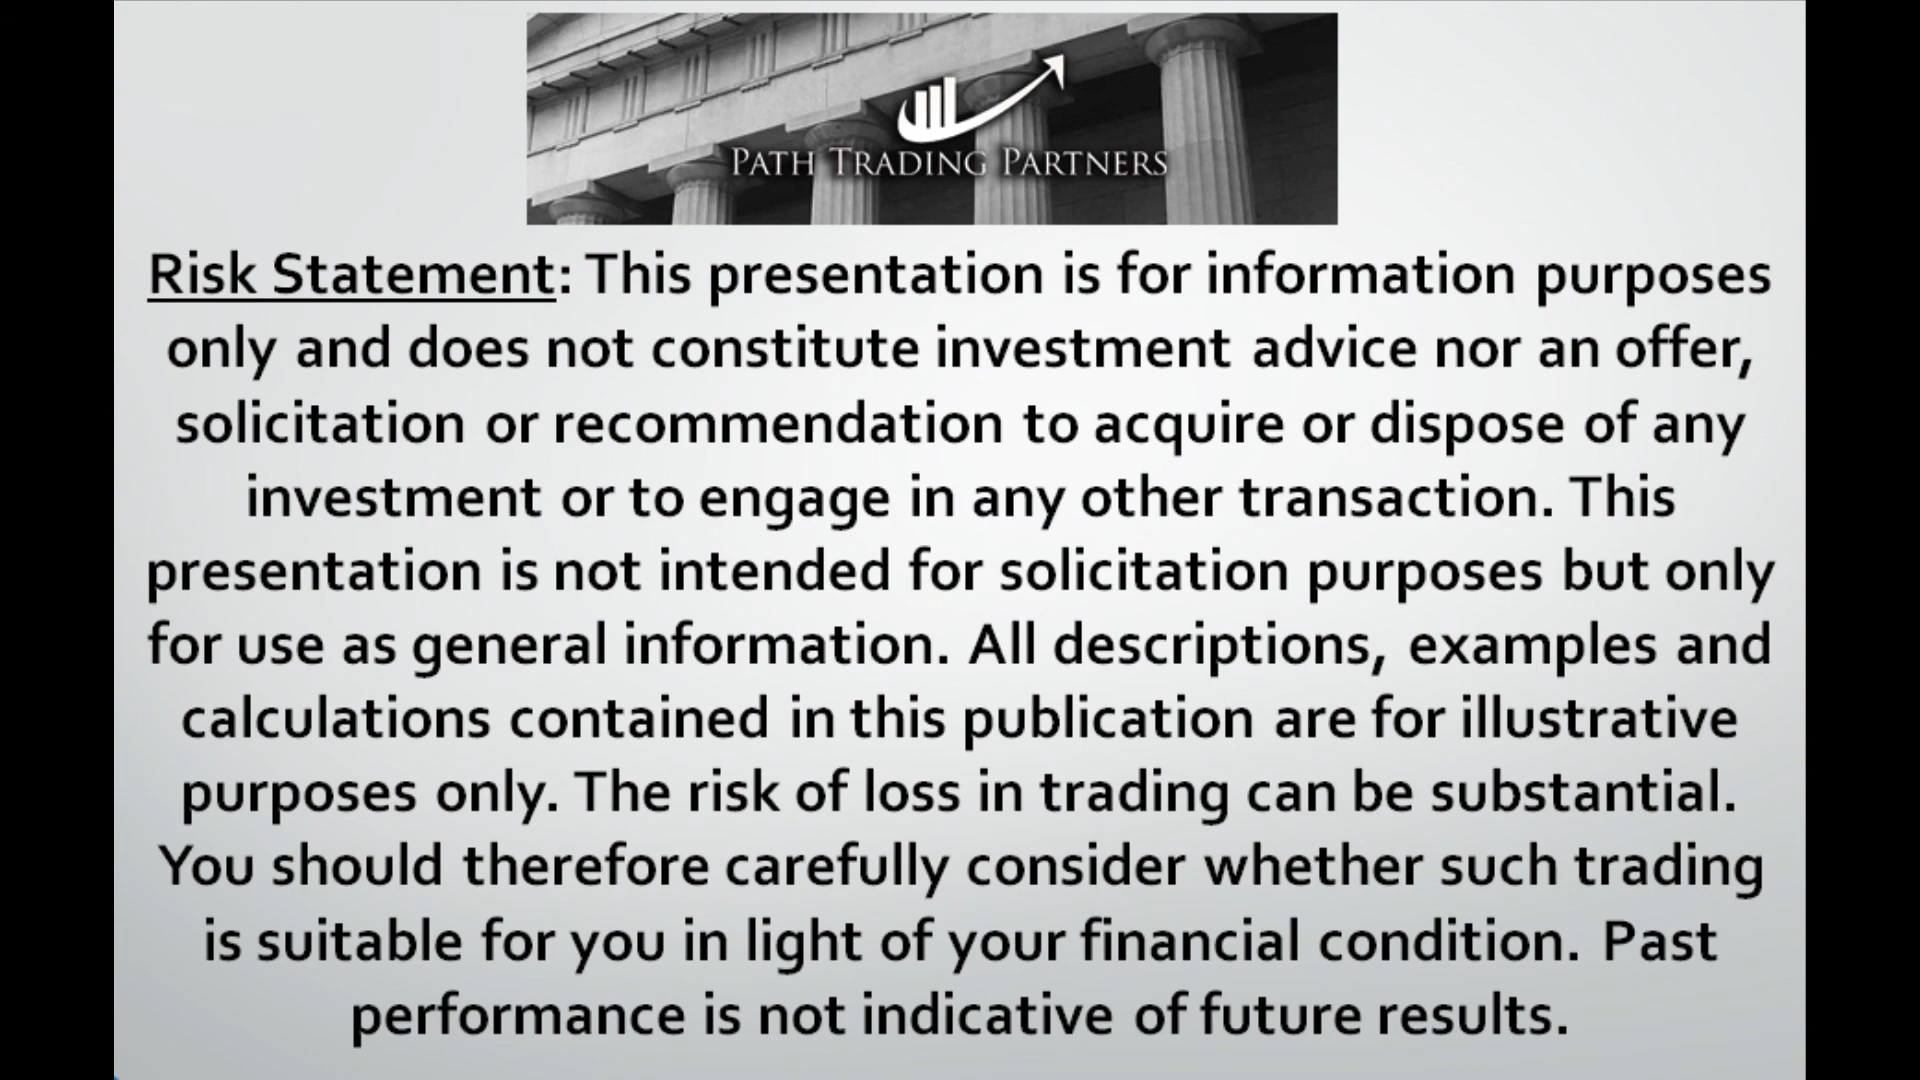 PATH TRADING PARTNERS
Risk Statement: This presentation is for information purposes
only and does not constitute investment advice nor an offer,
solicitation or recommendation to acquire or dispose of any
investment or to engage in any other transaction. This
presentation is not intended for solicitation purposes but only
for use as general information. All descriptions, examples and
calculations contained in this publication are for illustrative
purposes only. The risk of loss in trading can be substantial.
You should therefore carefully consider whether such trading
is suitable for you in light of your financial condition. Past
performance is not indicative of future results.